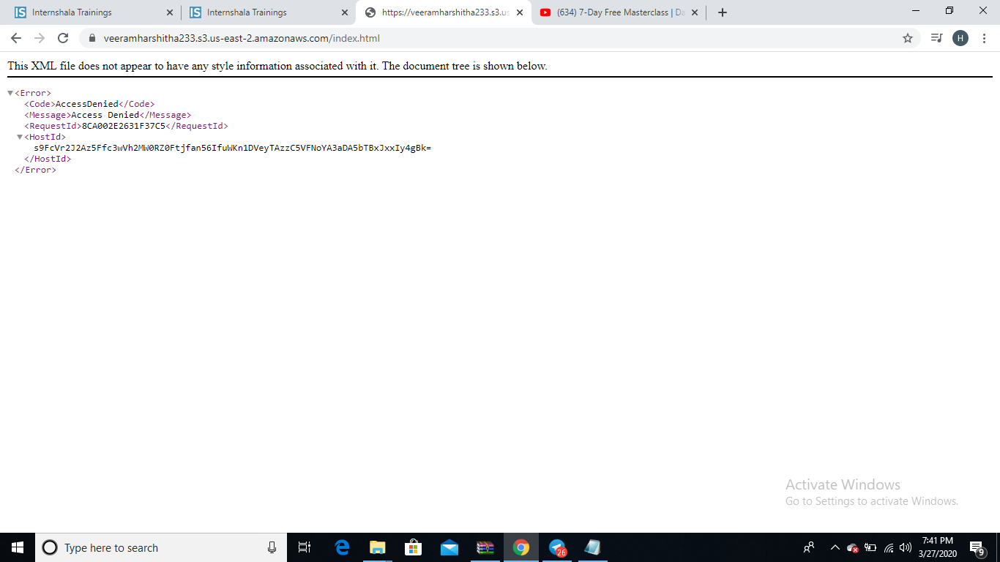 Internshala Trainings
Internshala Trainings
https://veeramharshitha233.s3.us
(634) 7-Day Free Masterclass | Da
veeramharshitha233.s3.us-east-2.amazonaws.com/index.html
H
This XML file does not appear to have any style information associated with it. The document tree is shown below.
<Error>
<Code>AccessDenied</Code>
<Message>Access Denied</Message>
<RequestId>8CA002E2631F37C5</RequestId>
<HostId>
s9FcVr2J2Az5Ffc3wVh2MW0RZ0Ftjfan56IfuWKn1DVeyTAzzC5VFNoYA3aDA5bTBxJxxIy4gBk=
</HostId>
</Error>
Activate Windows
Go to Settings to activate Windows.
Type here to search
26
7:41 PM
3/27/2020
9